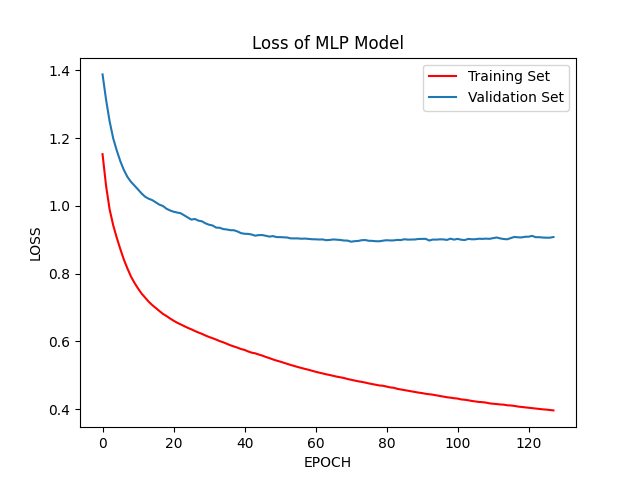 Loss of MLP Model
Training Set
Validation Set
LOSS
1.4
1.2
1.0
0.8
0.6
0.4
0 20 40 60 80 100 120
EPOCH